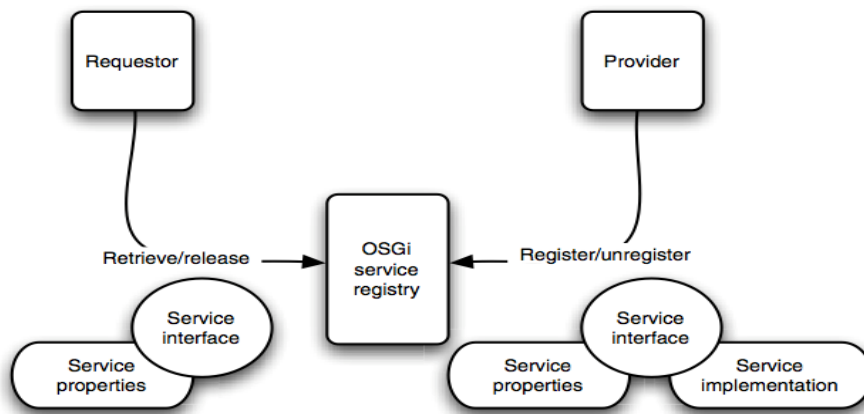 Requestor
Provider
Retrieve/release
OSGi
service
registry
Register/unregister
Service
interface
Service
properties
Service
interface
Service
properties
Service
implementation